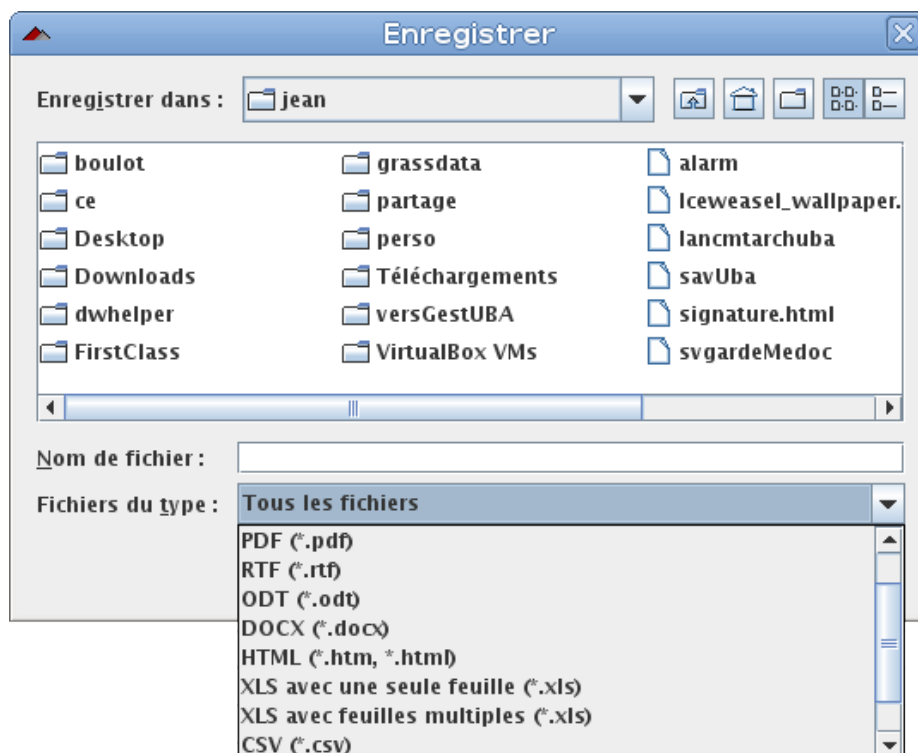 Enregistrer
Enregistrer dans : jean
boulot grassdata alarm
ce partage Iceweasel_wallpaper.
Desktop perso lancmtarchuba
Downloads Téléchargements savUba
dwhelper versGestUBA signature.html
FirstClass VirtualBox VMs svgardeMedoc
Nom de fichier :
Fichiers du type : Tous les fichiers
PDF (*.pdf)
RTF (*.rtf)
ODT (*.odt)
DOCX (*.docx)
HTML (*.htm, *.html)
XLS avec une seule feuille (*.xls)
XLS avec feuilles multiples (*.xls)
CSV (*.csv)